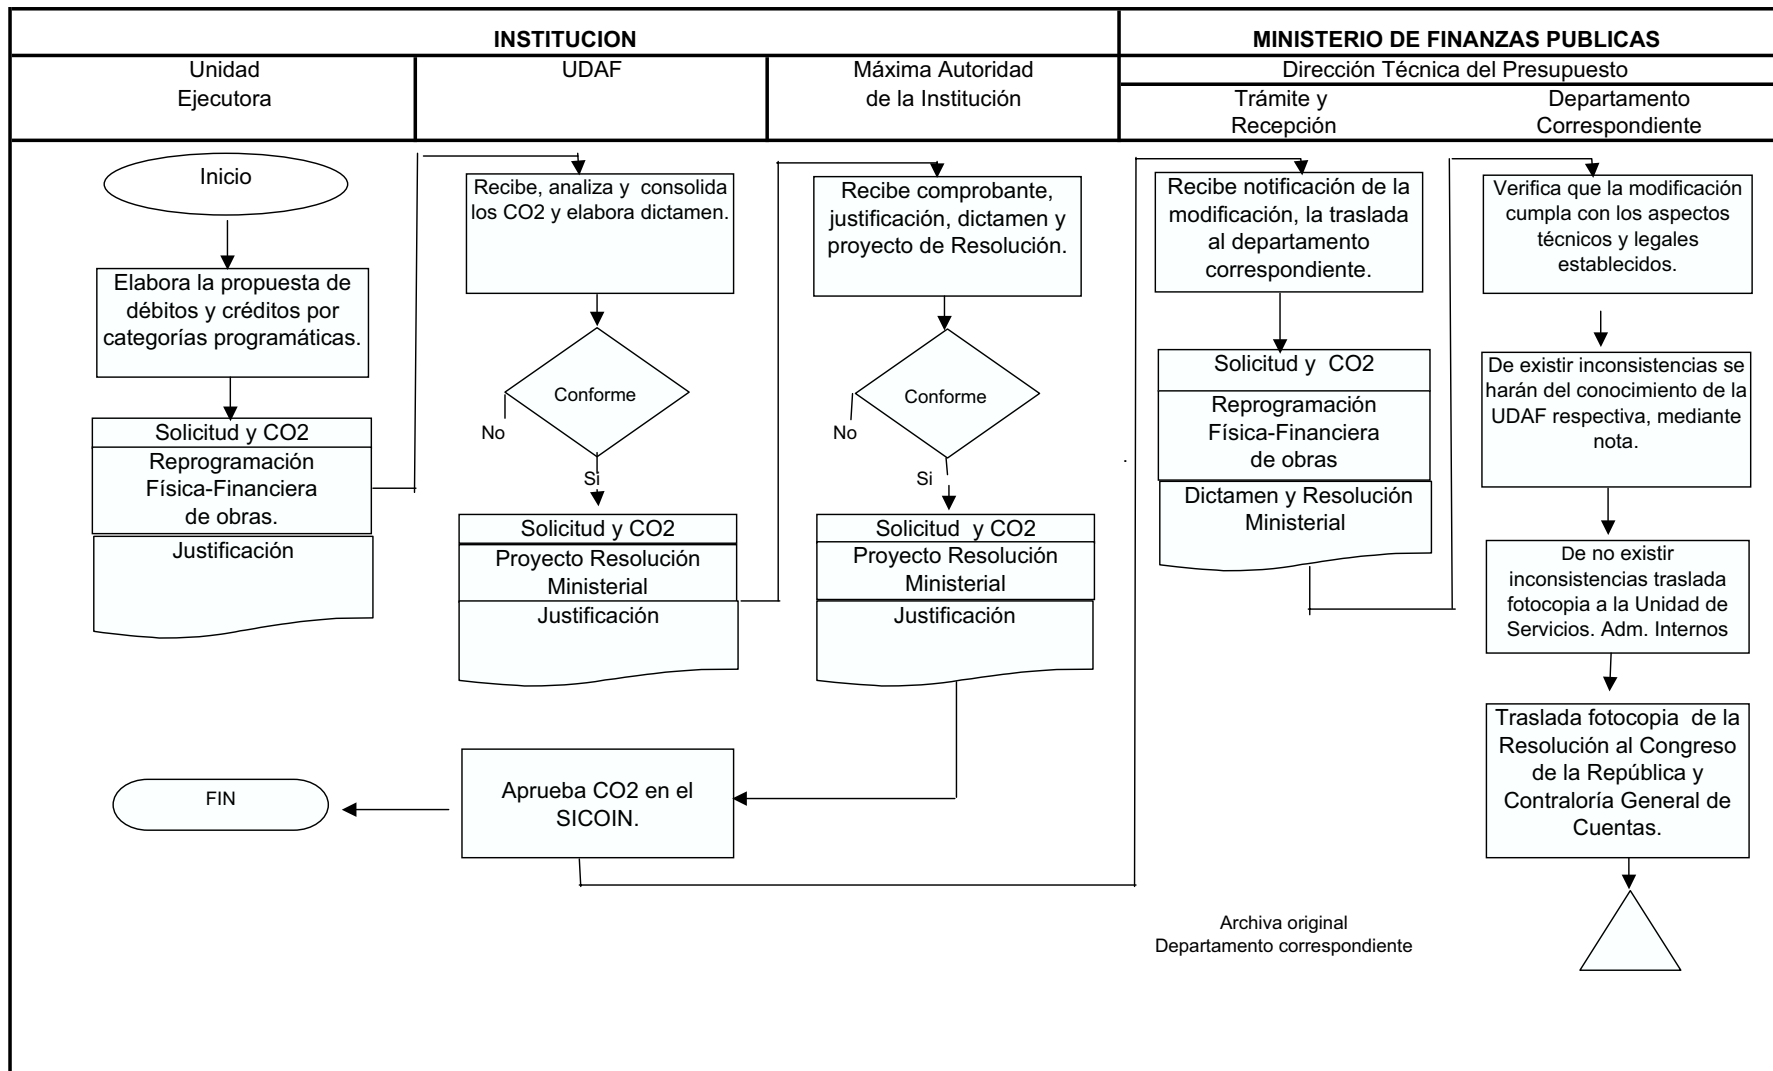 INSTITUCION
MINISTERIO DE FINANZAS PUBLICAS
Unidad
Ejecutora
UDAF
Máxima Autoridad
de la Institución
Dirección Técnica del Presupuesto
Trámite y
Recepción
Departamento
Correspondiente
Inicio
Elabora la propuesta de
débitos y créditos por
categorías programáticas.
Solicitud y CO2
Reprogramación
Física-Financiera
de obras.
Justificación
Recibe, analiza y consolida
los CO2 y elabora dictamen.
Conforme
No
Si
Solicitud y CO2
Proyecto Resolución
Ministerial
Justificación
Recibe comprobante,
justificación, dictamen y
proyecto de Resolución.
Conforme
No
Si
Solicitud y CO2
Proyecto Resolución
Ministerial
Justificación
Aprueba CO2 en el
SICOIN.
FIN
Recibe notificación de la
modificación, la traslada
al departamento
correspondiente.
Solicitud y CO2
Reprogramación
Física-Financiera
de obras
Dictamen y Resolución
Ministerial
Verifica que la modificación
cumpla con los aspectos
técnicos y legales
establecidos.
De existir inconsistencias se
harán del conocimiento de la
UDAF respectiva, mediante
nota.
De no existir
inconsistencias traslada
fotocopia a la Unidad de
Servicios. Adm. Internos
Traslada fotocopia de la
Resolución al Congreso
de la República y
Contraloría General de
Cuentas.
Archiva original
Departamento correspondiente